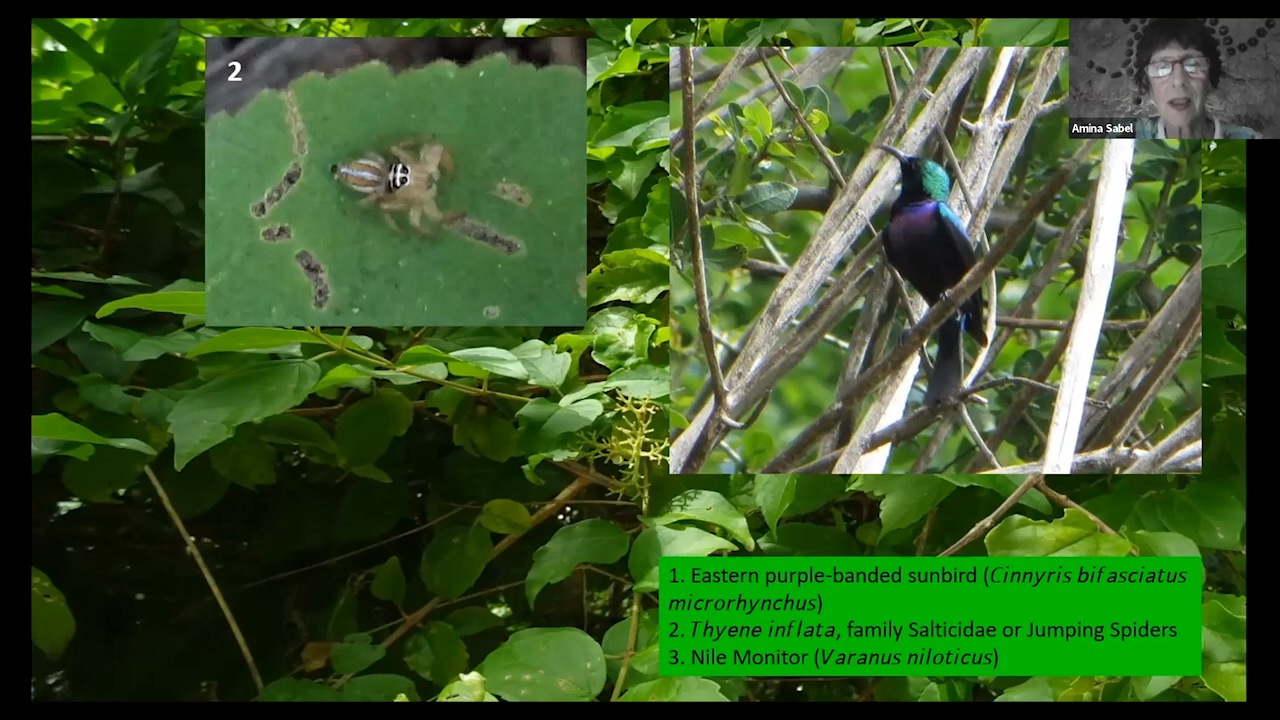 2
Amina Sabel
1. Eastern purple-banded sunbird (Cinnyris bifasciatus
microrhynchus)
2. Thyene inflata, family Salticidae or Jumping Spiders
3. Nile Monitor (Varanus niloticus)